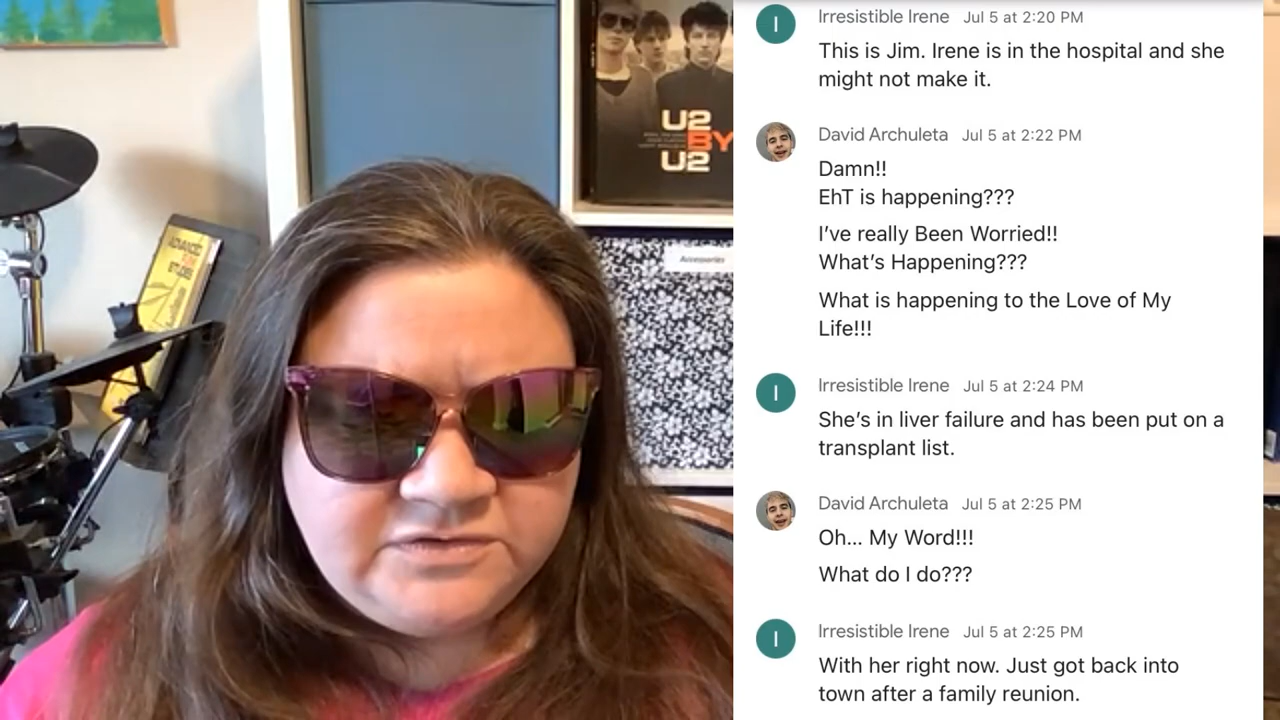 ADVANCED
ETUDES
U2
BY
U2
Accessories
I
Irresistible Irene Jul 5 at 2:20 PM
This is Jim. Irene is in the hospital and she
might not make it.
David Archuleta Jul 5 at 2:22 PM
Damn!!
EhT is happening???
I’ve really Been Worried!!
What’s Happening???
What is happening to the Love of My
Life!!!
I
Irresistible Irene Jul 5 at 2:24 PM
She’s in liver failure and has been put on a
transplant list.
David Archuleta Jul 5 at 2:25 PM
Oh... My Word!!!
What do I do???
I
Irresistible Irene Jul 5 at 2:25 PM
With her right now. Just got back into
town after a family reunion.